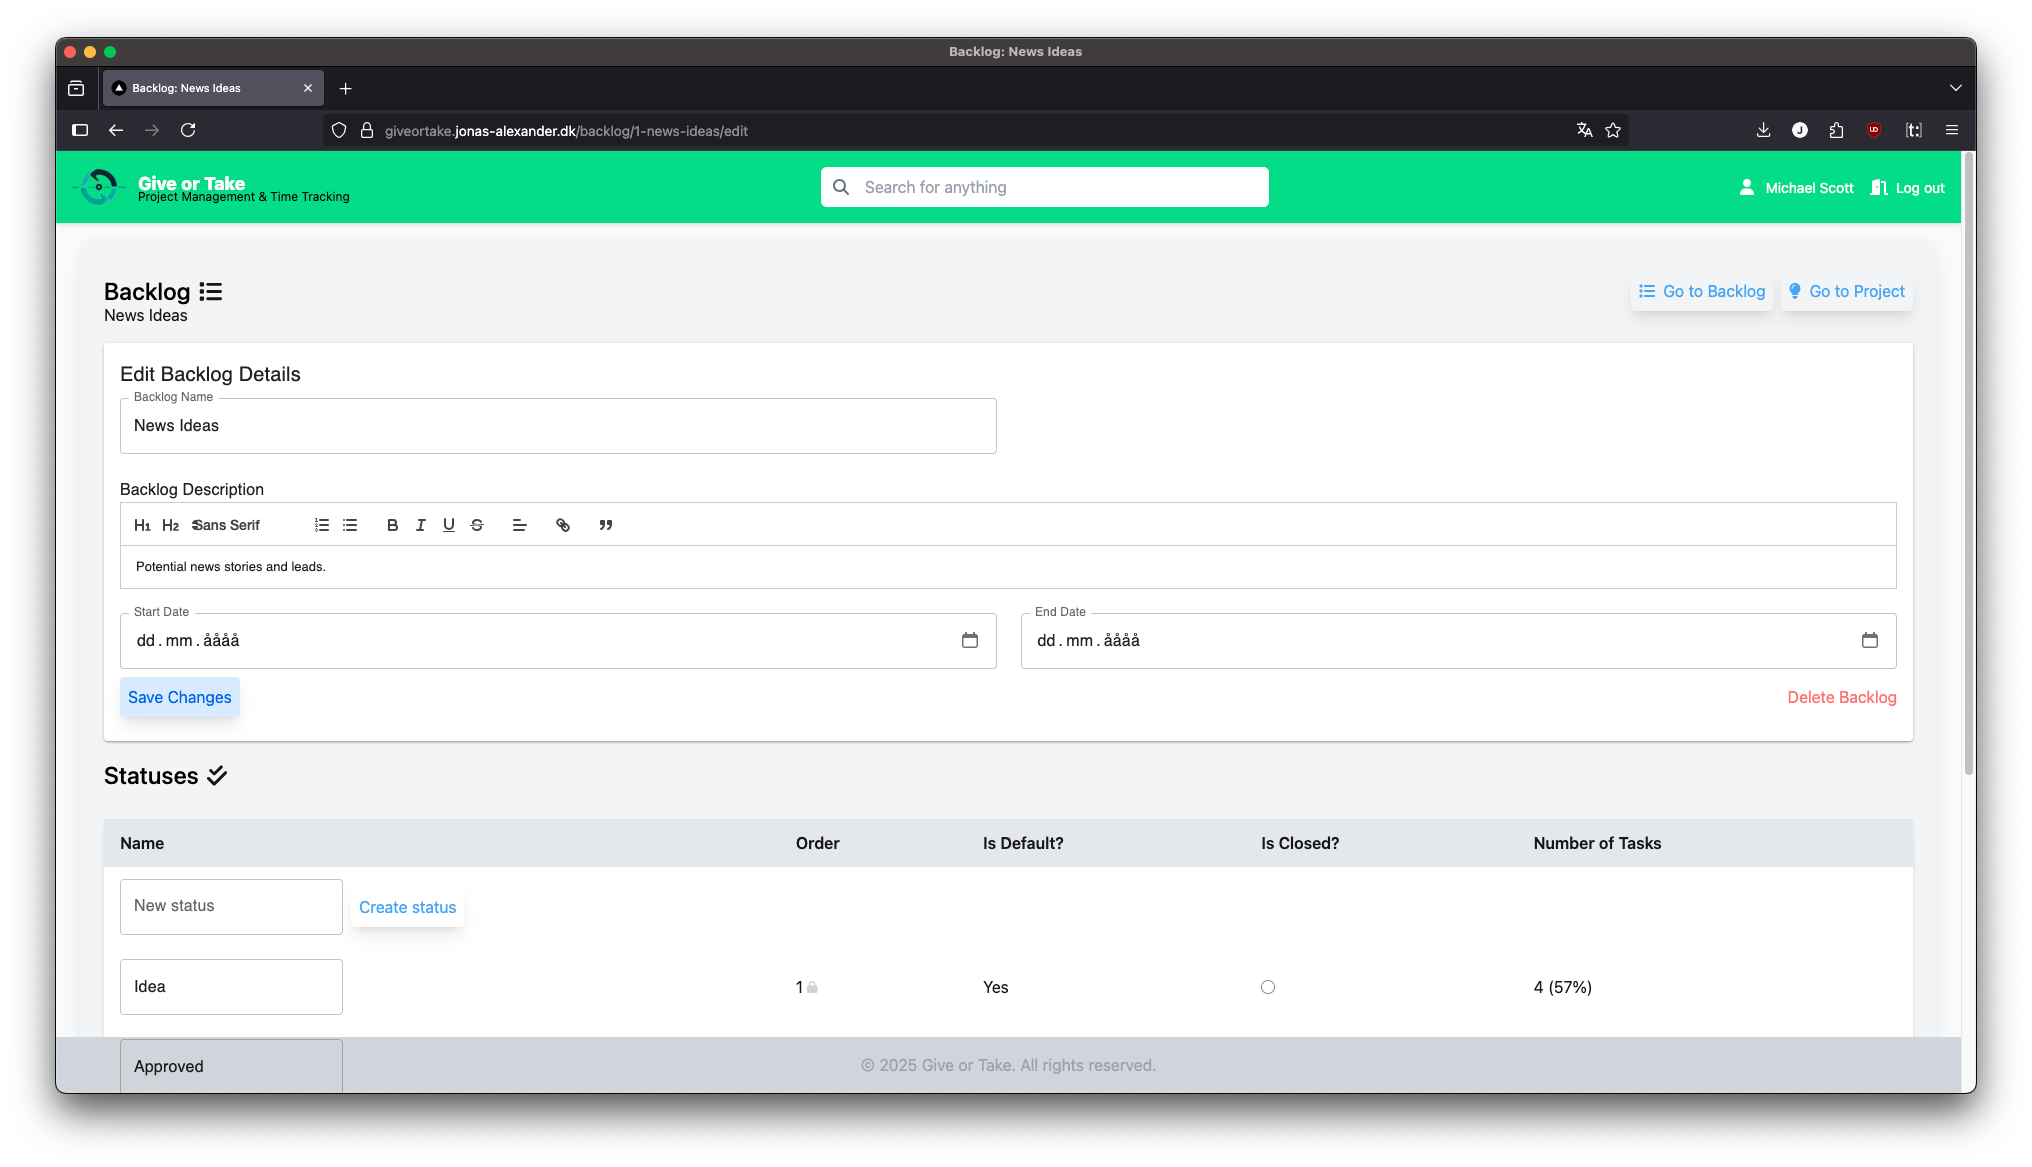 Backlog: News Ideas
Backlog: News Ideas
giveortake.jonas-alexander.dk/backlog/1-news-ideas/edit
Give or Take
Project Management & Time Tracking
Search for anything
Michael Scott
Log out
Backlog
News Ideas
Go to Backlog
Go to Project
Edit Backlog Details
Backlog Name
News Ideas
Backlog Description
H1 H2 Sans Serif B I U S
Potential news stories and leads.
Start Date
dd.mm.åååå
End Date
dd.mm.åååå
Save Changes
Delete Backlog
Statuses
Name Order Is Default? Is Closed? Number of Tasks
New status Create status
Idea 1 Yes 4 (57%)
Approved
© 2025 Give or Take. All rights reserved.